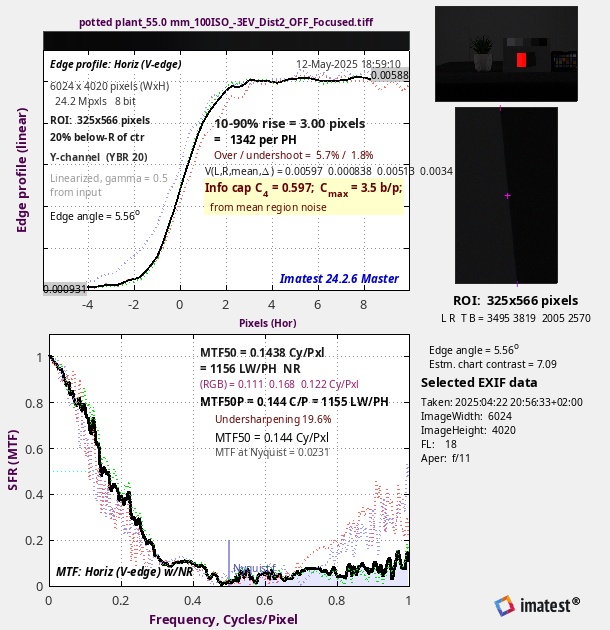 potted plant_55.0 mm_100ISO_-3EV_Dist2_OFF_Focused.tiff
Edge profile: Horiz (V-edge)
12-May-2025 18:59:10
0.00588
6024 x 4020 pixels (WxH)
24.2 Mpxls 8 bit
ROI: 325x566 pixels
20% below-R of ctr
Y-channel (YBR 20)
Linearized, gamma = 0.5
from input
Edge angle = 5.56°
10-90% rise = 3.00 pixels
= 1342 per PH
Over / undershoot = 5.7% / 1.8%
V(L,R,mean,Δ) = 0.00597 0.000838 0.00513 0.0034
Info cap C4 = 0.597; Cmax = 3.5 b/p;
from mean region noise
0.000931
Imatest 24.2.6 Master
Edge profile (linear)
-4 -2 0 2 4 6 8
Pixels (Hor)
ROI: 325x566 pixels
L R T B = 3495 3819 2005 2570
Edge angle = 5.56°
Estm. chart contrast = 7.09
Selected EXIF data
Taken: 2025:04:22 20:56:33+02:00
ImageWidth: 6024
ImageHeight: 4020
FL: 18
Aper: f/11
MTF50 = 0.1438 Cy/Pxl
= 1156 LW/PH NR
(RGB) = 0.111 0.168 0.122 Cy/Pxl
MTF50P = 0.144 C/P = 1155 LW/PH
Undersharpening 19.6%
MTF50 = 0.144 Cy/Pxl
MTF at Nyquist = 0.0231
SFR (MTF)
1
0.8
0.6
0.4
0.2
0
MTF: Horiz (V-edge) w/NR
Nyquist f
0 0.2 0.4 0.6 0.8 1
Frequency, Cycles/Pixel
imatest®